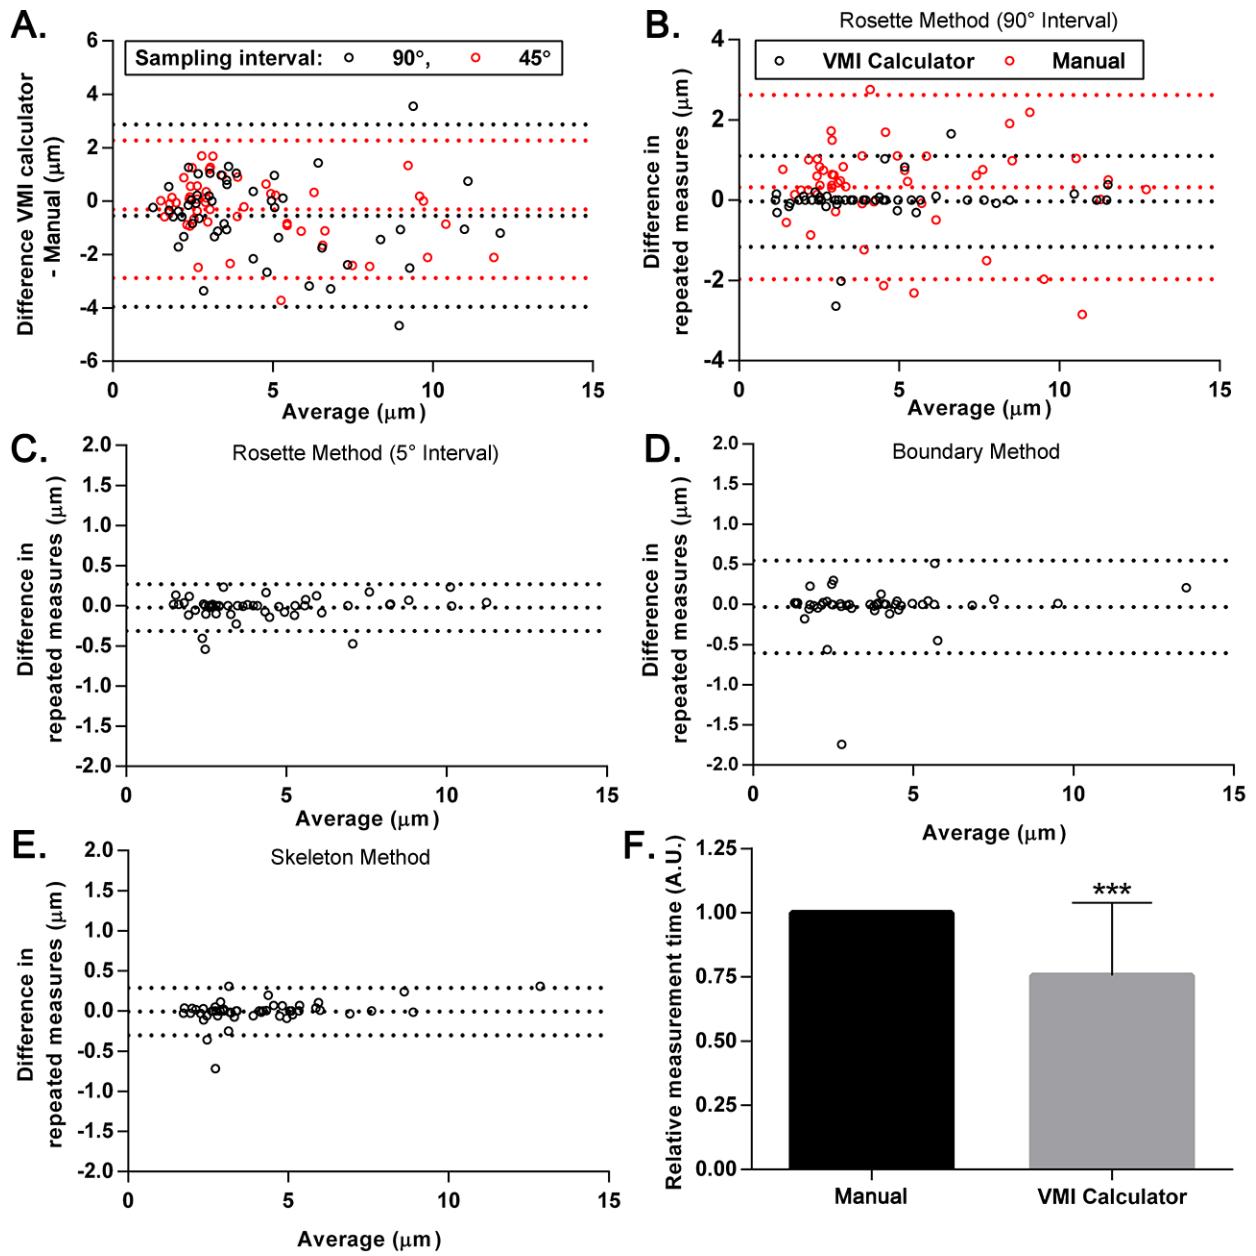 A.
6
4
2
0
-2
-4
-6
Difference VMI calculator
- Manual (μm)
Sampling interval: 90°, 45°
0 5 10 15
Average (μm)
B.
Rosette Method (90° Interval)
4
2
0
-2
-4
Difference in
repeated measures (μm)
VMI Calculator Manual
0 5 10 15
Average (μm)
C.
Rosette Method (5° Interval)
2.0
1.5
1.0
0.5
0.0
-0.5
-1.0
-1.5
-2.0
Difference in
repeated measures (μm)
0 5 10 15
Average (μm)
D.
Boundary Method
2.0
1.5
1.0
0.5
0.0
-0.5
-1.0
-1.5
-2.0
Difference in
repeated measures (μm)
0 5 10 15
Average (μm)
E.
Skeleton Method
2.0
1.5
1.0
0.5
0.0
-0.5
-1.0
-1.5
-2.0
Difference in
repeated measures (μm)
0 5 10 15
Average (μm)
F.
1.25
1.00
0.75
0.50
0.25
0.00
Relative measurement time (A.U.)
***
Manual VMI Calculator